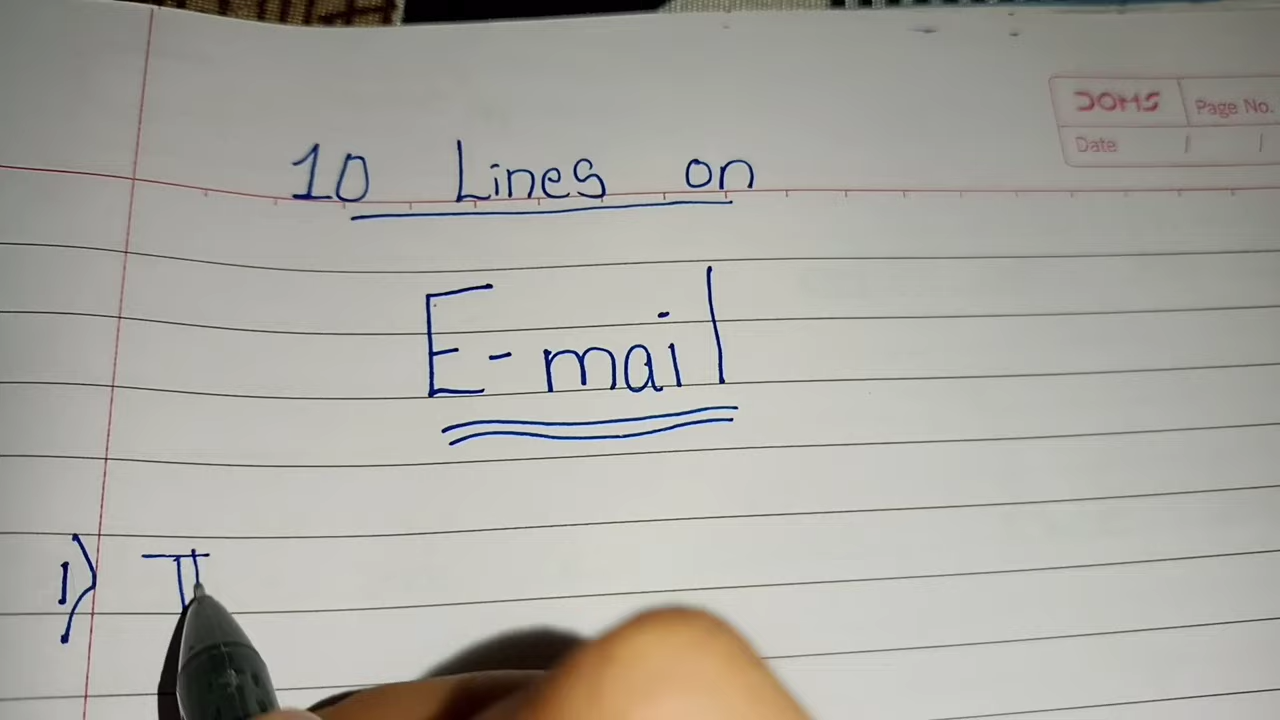 DOMS
Page No.
Date
10 Lines on
E-mail
1) T